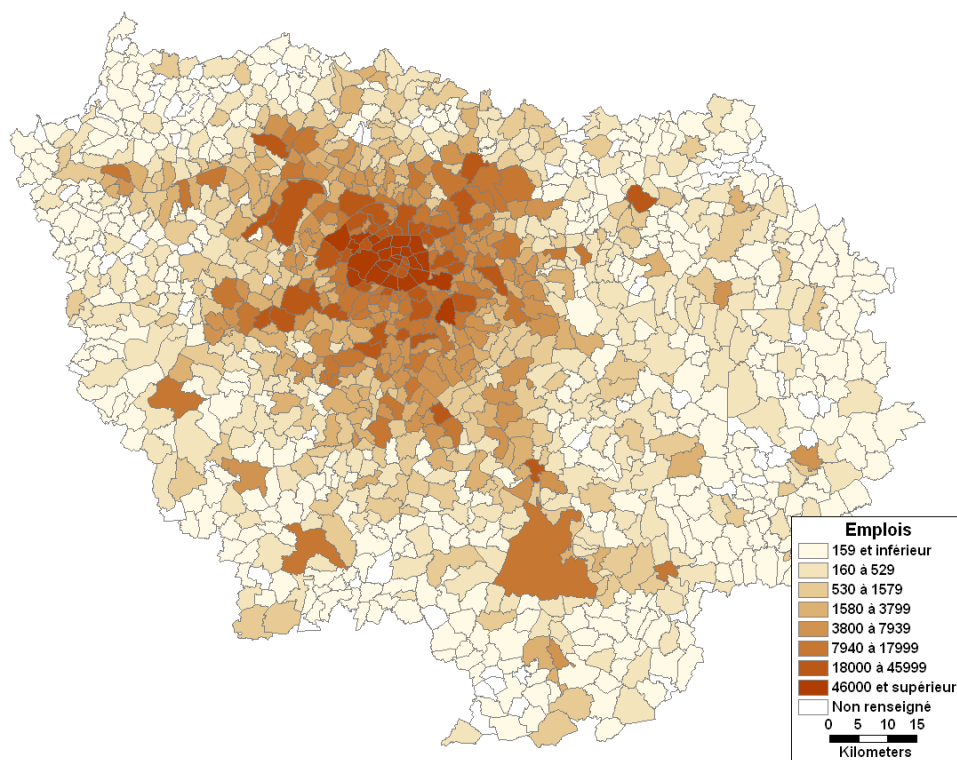 Emplois
159 et inférieur
160 à 529
530 à 1579
1580 à 3799
3800 à 7939
7940 à 17999
18000 à 45999
46000 et supérieur
Non renseigné
0 5 10 15
Kilometers